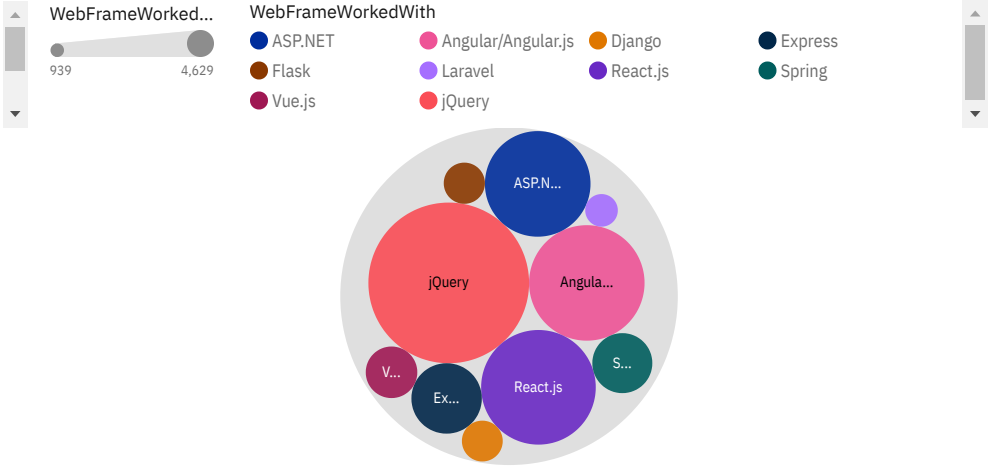 WebFrameWorked...
939 4,629
WebFrameWorkedWith
ASP.NET Angular/Angular.js Django Express
Flask Laravel React.js Spring
Vue.js jQuery
ASP.N...
jQuery Angula...
S...
V...
React.js
Ex...